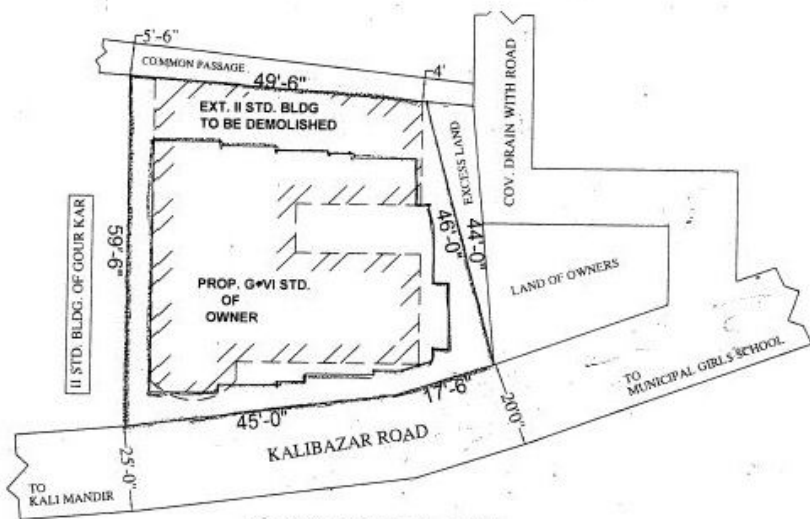 5'-6"
COMMON PASSAGE
49'-6"
4'
EXT. II STD. BLDG
TO BE DEMOLISHED
COV. DRAIN WITH ROAD
EXCESS LAND
46'-0"
44'-0"
59'-6"
II STD. BLDG. OF GOUR KAR
PROP. G+VI STD.
OF
OWNER
LAND OF OWNERS
TO
MUNICIPAL GIRLS SCHOOL
17'-6"
45'-0"
20'0"
KALIBAZAR ROAD
25'-0"
TO
KALI MANDIR